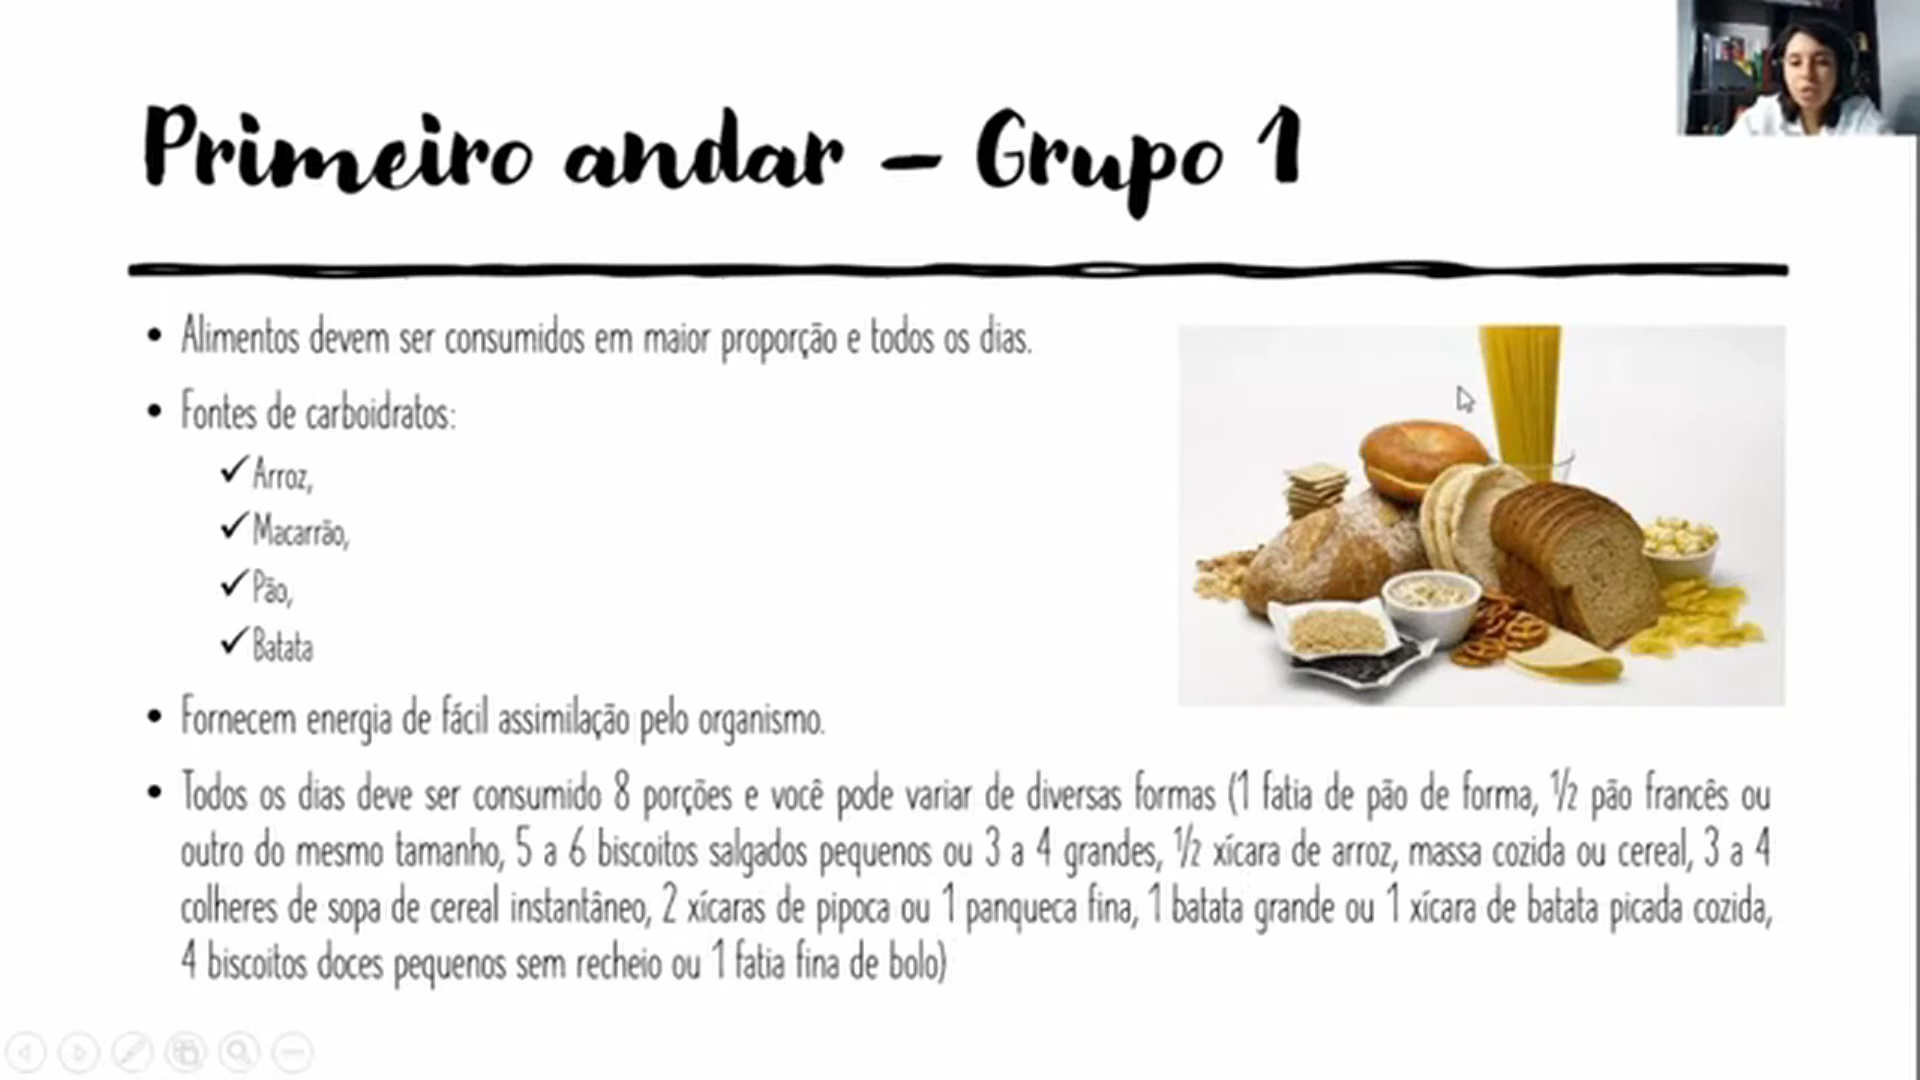 Primeiro andar – Grupo 1
• Alimentos devem ser consumidos em maior proporção e todos os dias.
• Fontes de carboidratos:
✓ Arroz,
✓ Macarrão,
✓ Pão,
✓ Batata
• Fornecem energia de fácil assimilação pelo organismo.
• Todos os dias deve ser consumido 8 porções e você pode variar de diversas formas (1 fatia de pão de forma, ½ pão francês ou
outro do mesmo tamanho, 5 a 6 biscoitos salgados pequenos ou 3 a 4 grandes, ½ xícara de arroz, massa cozida ou cereal, 3 a 4
colheres de sopa de cereal instantâneo, 2 xícaras de pipoca ou 1 panqueca fina, 1 batata grande ou 1 xícara de batata picada cozida,
4 biscoitos doces pequenos sem recheio ou 1 fatia fina de bolo)